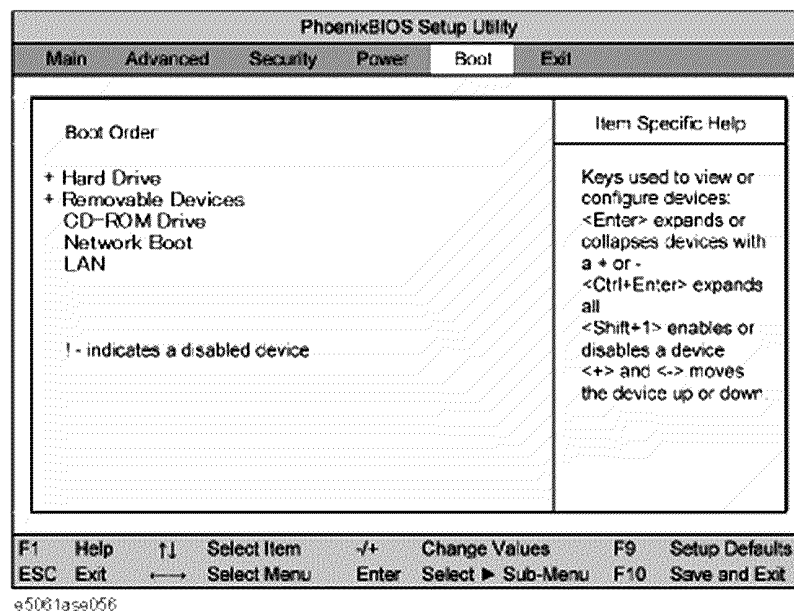 PhoenixBIOS Setup Utility
Main Advanced Security Power Boot Exit
Boot Order
+ Hard Drive
+ Removable Devices
CD-ROM Drive
Network Boot
LAN
! - indicates a disabled device
Item Specific Help
Keys used to view or
configure devices:
<Enter> expands or
collapses devices with
a + or -
<Ctrl+Enter> expands
all
<Shift+1> enables or
disables a device
<+> and <-> moves
the device up or down.
F1 Help ↑↓ Select Item -/+ Change Values F9 Setup Defaults
ESC Exit ←→ Select Menu Enter Select ► Sub-Menu F10 Save and Exit
e5061ase056